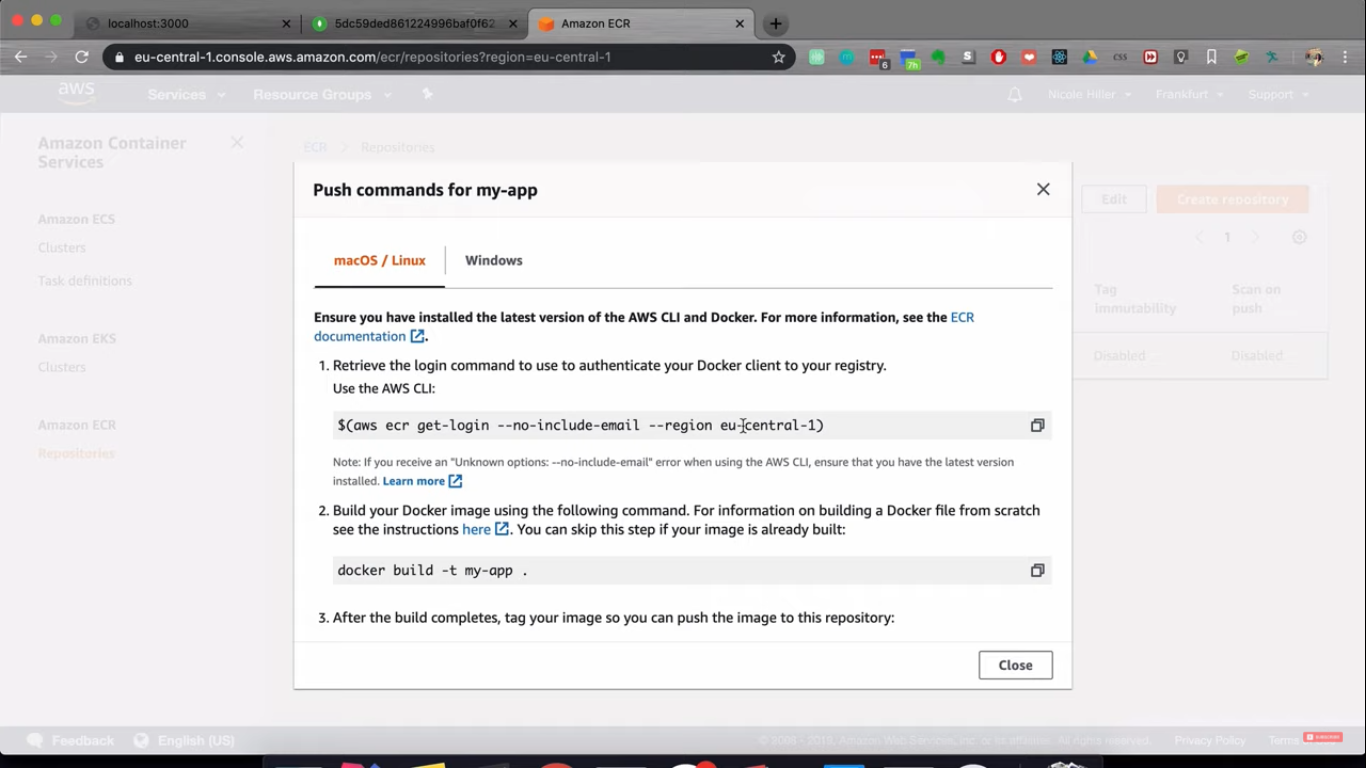 localhost:3000
5dc59ded861224996baf0f62
Amazon ECR
eu-central-1.console.aws.amazon.com/ecr/repositories?region=eu-central-1
6
7h
S
css
aws
Services
Resource Groups
Nicole Hiller
Frankfurt
Support
Amazon Container
Services
ECR
Repositories
Amazon ECS
Clusters
Task definitions
Amazon EKS
Clusters
Amazon ECR
Repositories
Edit
Create repository
1
Tag
immutability
Scan on
push
Disabled
Disabled
Push commands for my-app
macOS / Linux
Windows
Ensure you have installed the latest version of the AWS CLI and Docker. For more information, see the ECR
documentation .
1. Retrieve the login command to use to authenticate your Docker client to your registry.
Use the AWS CLI:
$(aws ecr get-login --no-include-email --region eu-central-1)
Note: If you receive an "Unknown options: --no-include-email" error when using the AWS CLI, ensure that you have the latest version
installed. Learn more
2. Build your Docker image using the following command. For information on building a Docker file from scratch
see the instructions here . You can skip this step if your image is already built:
docker build -t my-app .
3. After the build completes, tag your image so you can push the image to this repository:
Close
Feedback
English (US)
© 2008 - 2019, Amazon Web Services, Inc. or its affiliates. All rights reserved.
Privacy Policy
Terms
SUBSCRIBE